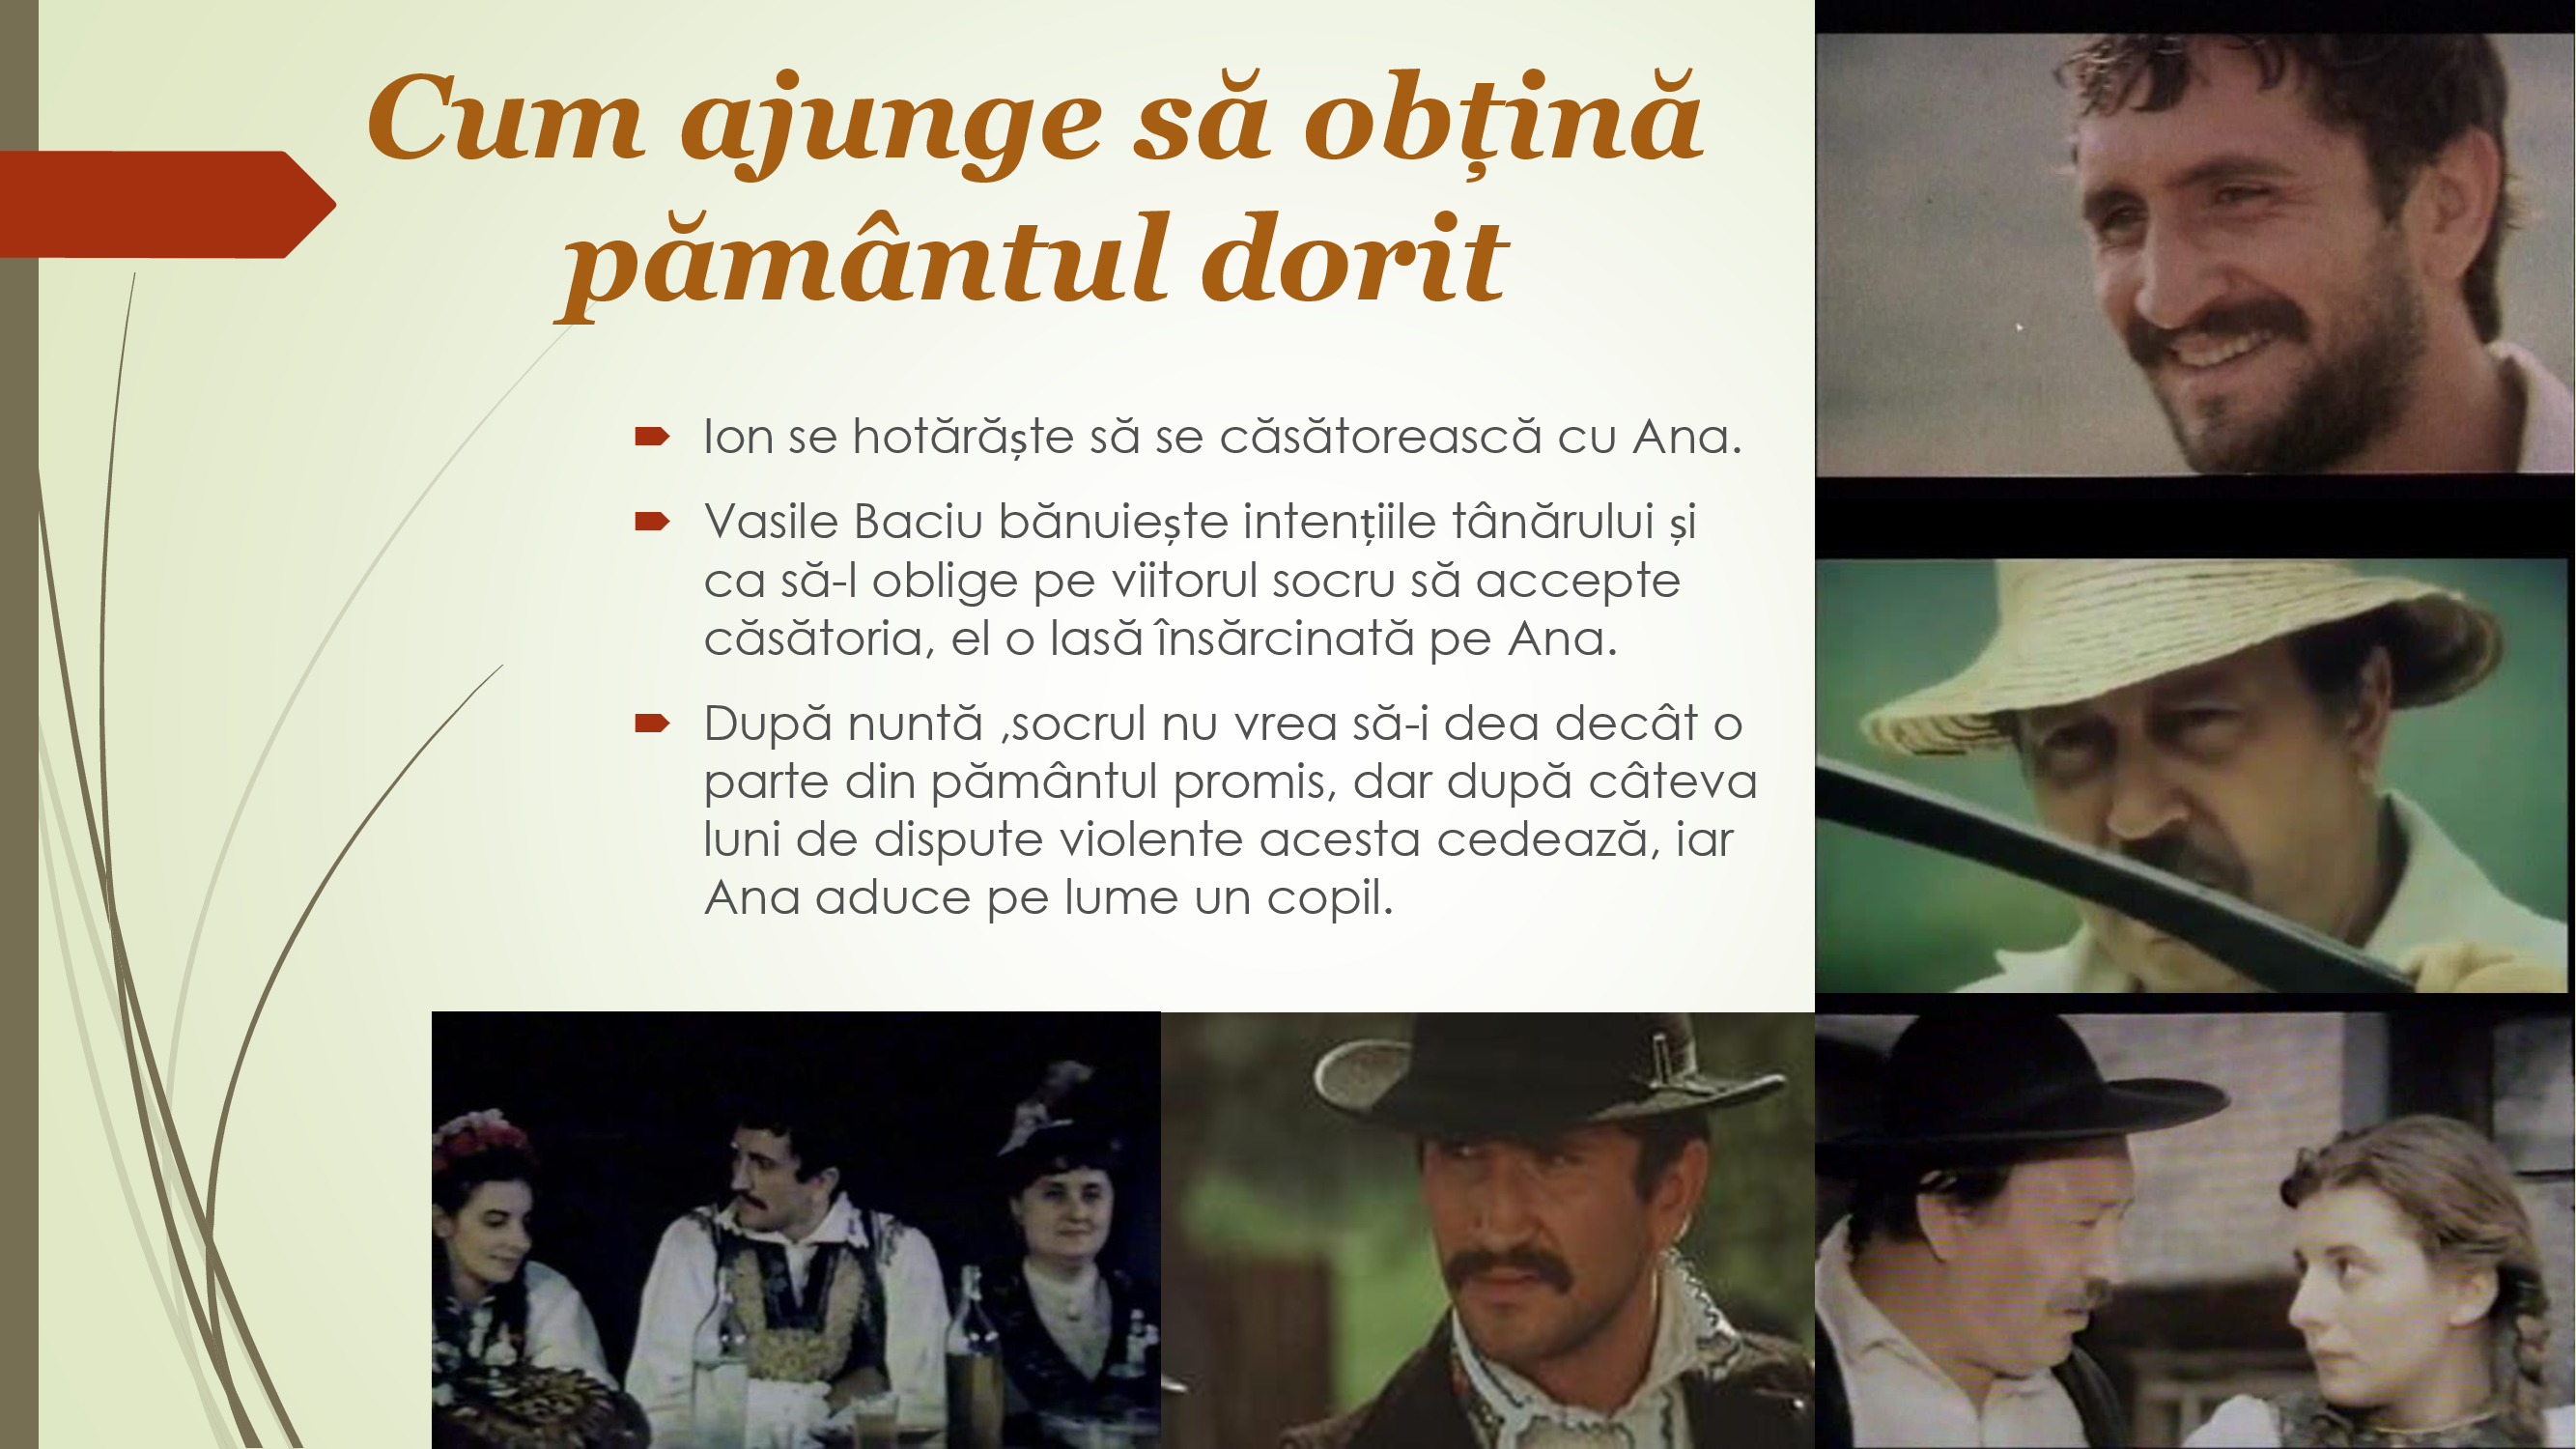 Cum ajunge să obțină
pământul dorit
Ion se hotărăște să se căsătorească cu Ana.
Vasile Baciu bănuiește intențiile tânărului și
ca să-l oblige pe viitorul socru să accepte
căsătoria, el o lasă însărcinată pe Ana.
După nuntă ,socrul nu vrea să-i dea decât o
parte din pământul promis, dar după câteva
luni de dispute violente acesta cedează, iar
Ana aduce pe lume un copil.